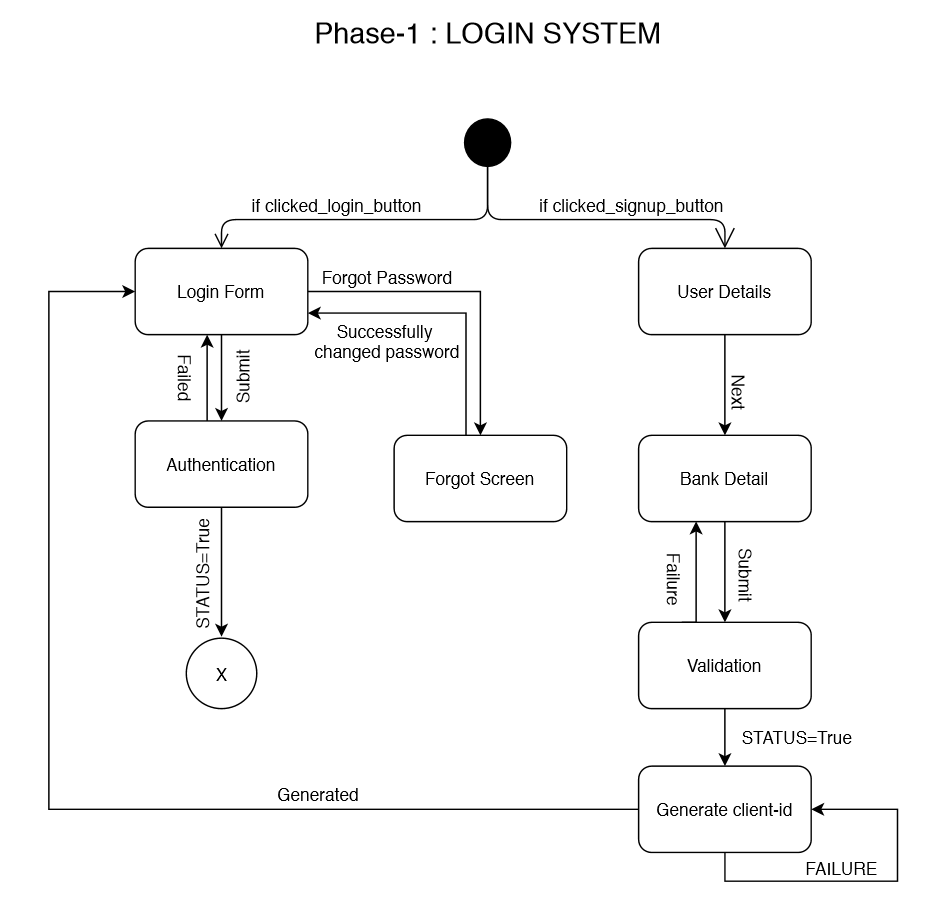 Phase-1 : LOGIN SYSTEM
if clicked_login_button
if clicked_signup_button
Login Form
Forgot Password
User Details
Successfully
changed password
Failed
Submit
Next
Authentication
Forgot Screen
Bank Detail
STATUS=True
Failure
Submit
X
Validation
STATUS=True
Generated
Generate client-id
FAILURE